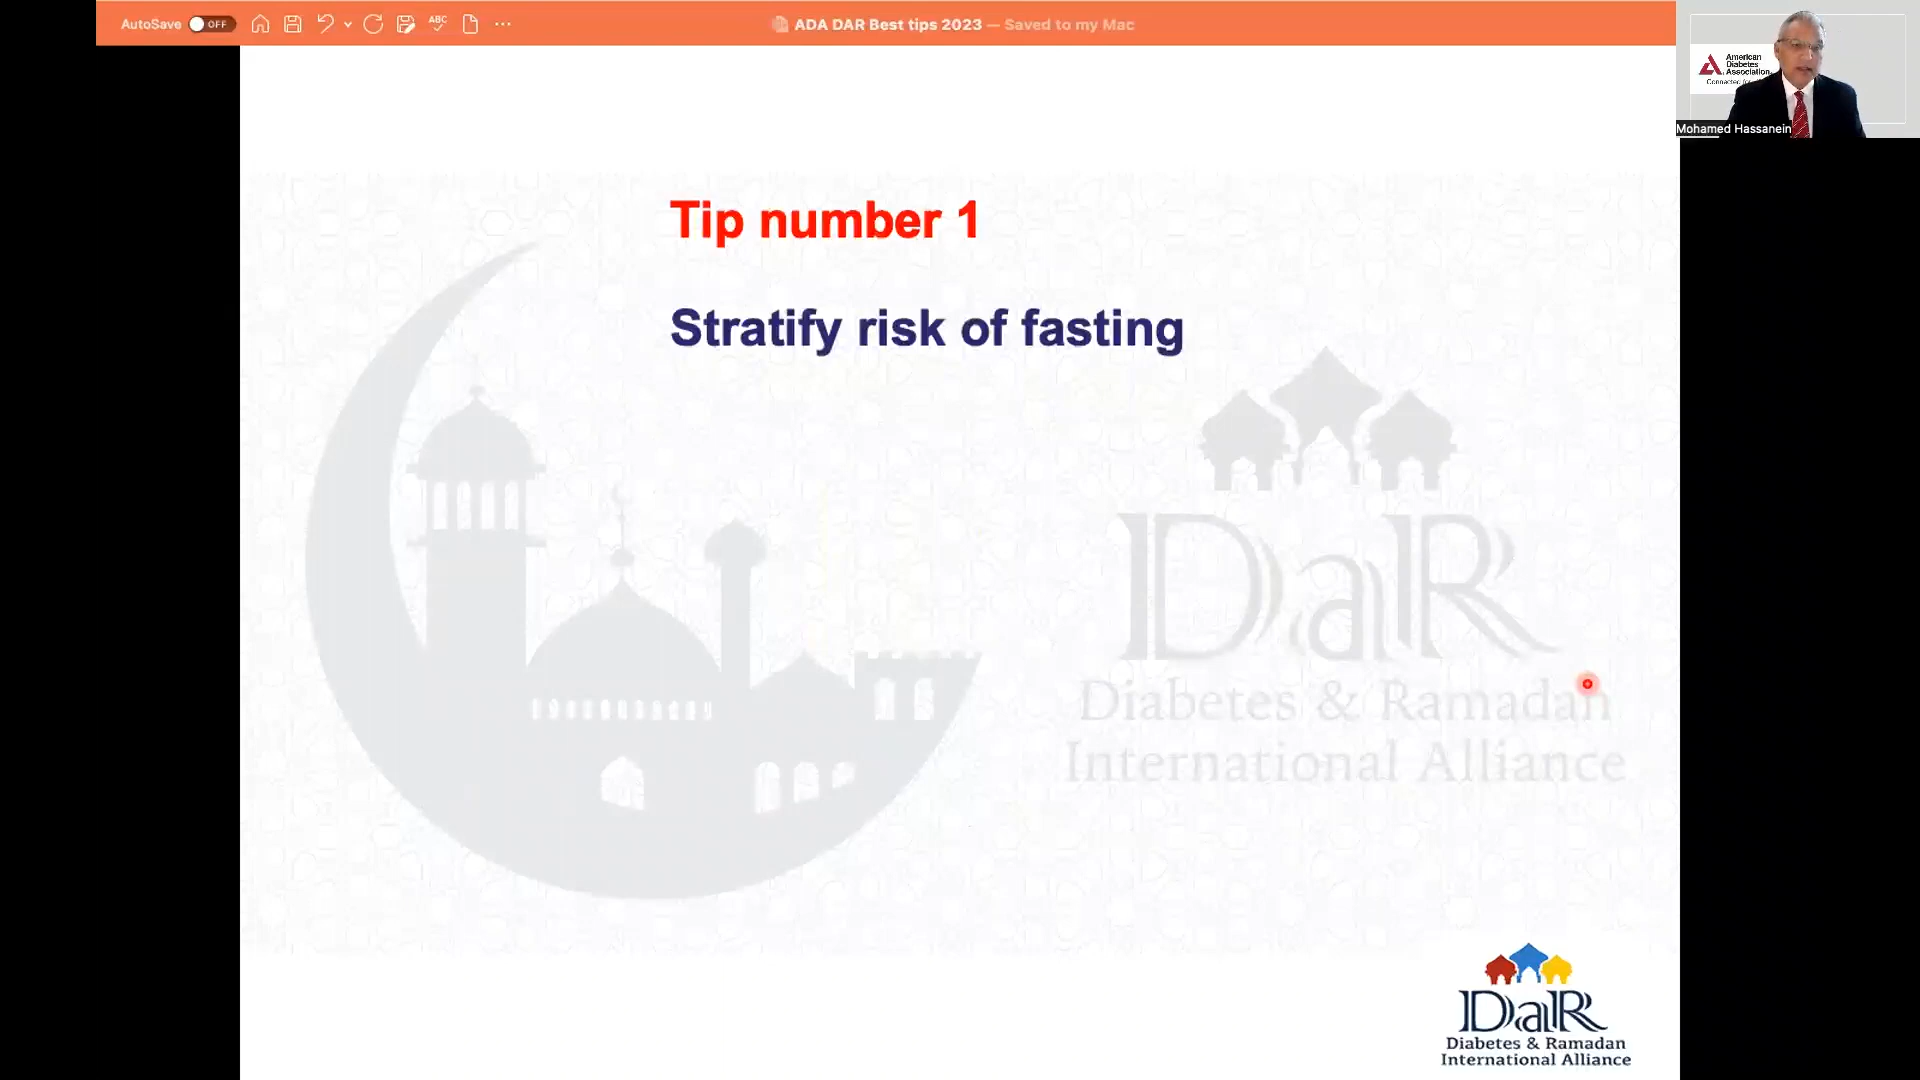 AutoSave OFF
ABC
ADA DAR Best tips 2023 — Saved to my Mac
American
Diabetes
Association
Mohamed Hassanein
Tip number 1
Stratify risk of fasting
DaR
Diabetes & Ramadan
International Alliance
DaR
Diabetes & Ramadan
International Alliance